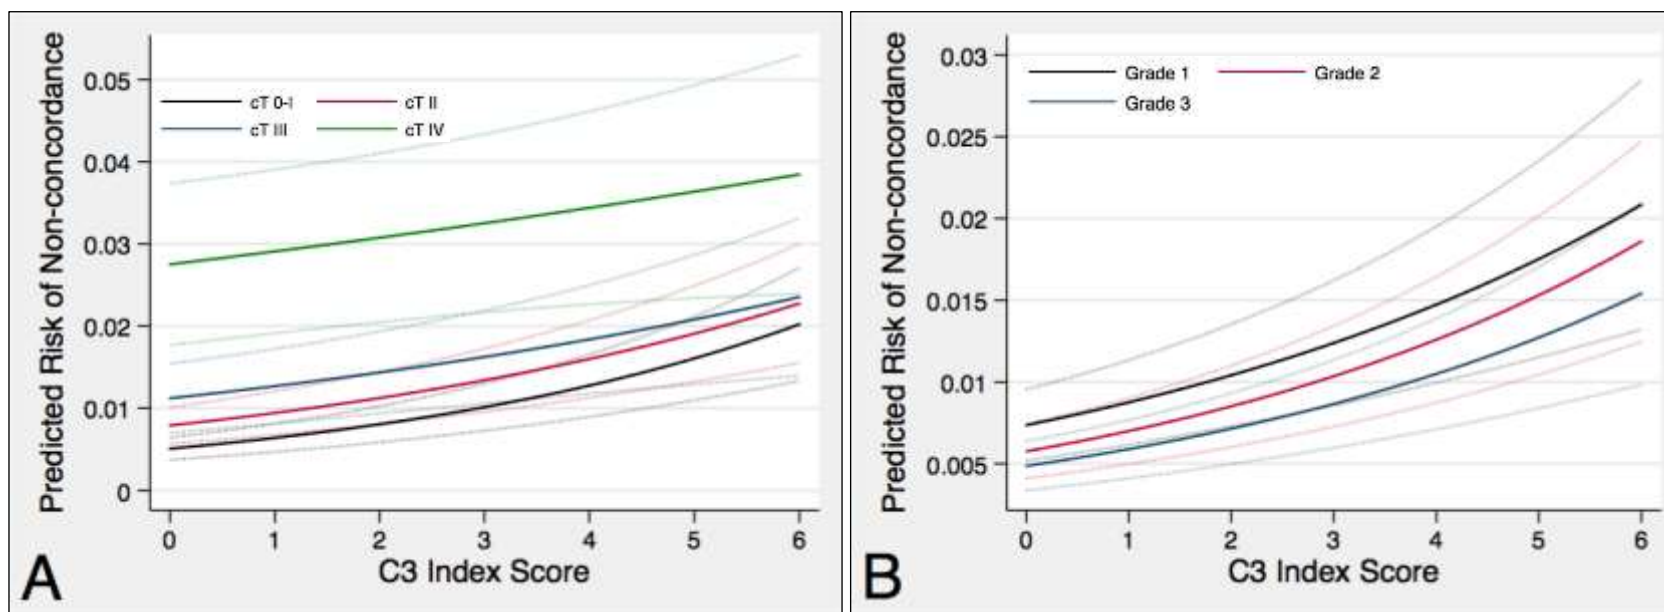 Predicted Risk of Non-concordance
0.05
0.04
0.03
0.02
0.01
0
cT 0-I
cT II
cT III
cT IV
0 1 2 3 4 5 6
C3 Index Score
A
Predicted Risk of Non-concordance
0.03
0.025
0.02
0.015
0.01
0.005
Grade 1
Grade 2
Grade 3
0 1 2 3 4 5 6
C3 Index Score
B